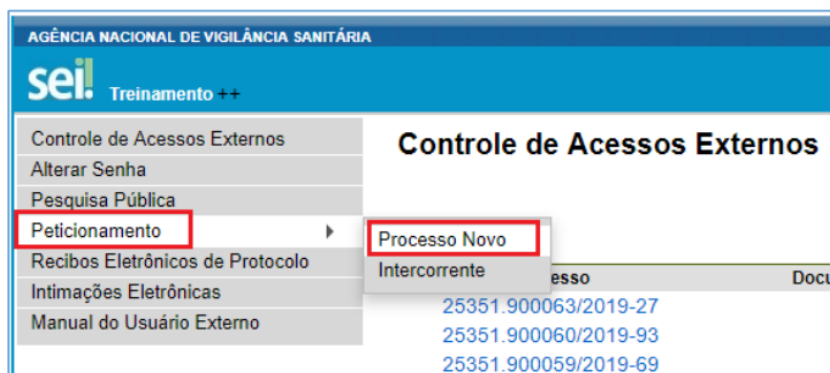 AGÊNCIA NACIONAL DE VIGILÂNCIA SANITÁRIA
sei!
Treinamento ++
Controle de Acessos Externos
Alterar Senha
Pesquisa Pública
Peticionamento
Recibos Eletrônicos de Protocolo
Intimações Eletrônicas
Manual do Usuário Externo
Processo Novo
Intercorrente
Controle de Acessos Externos
25351.900063/2019-27
25351.900060/2019-93
25351.900059/2019-69